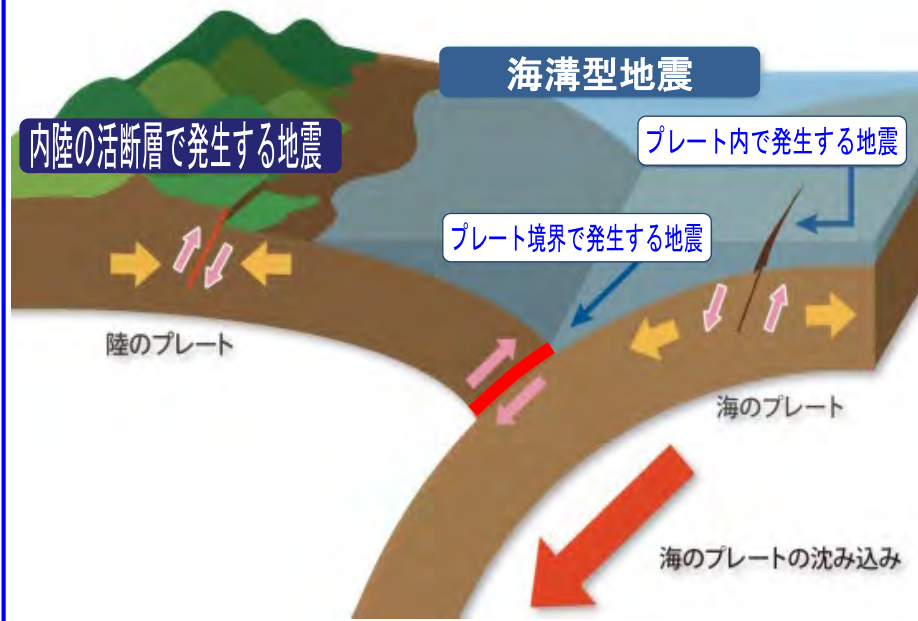 海溝型地震
内陸の活断層で発生する地震
プレート内で発生する地震
プレート境界で発生する地震
陸のプレート
海のプレート
海のプレートの沈み込み